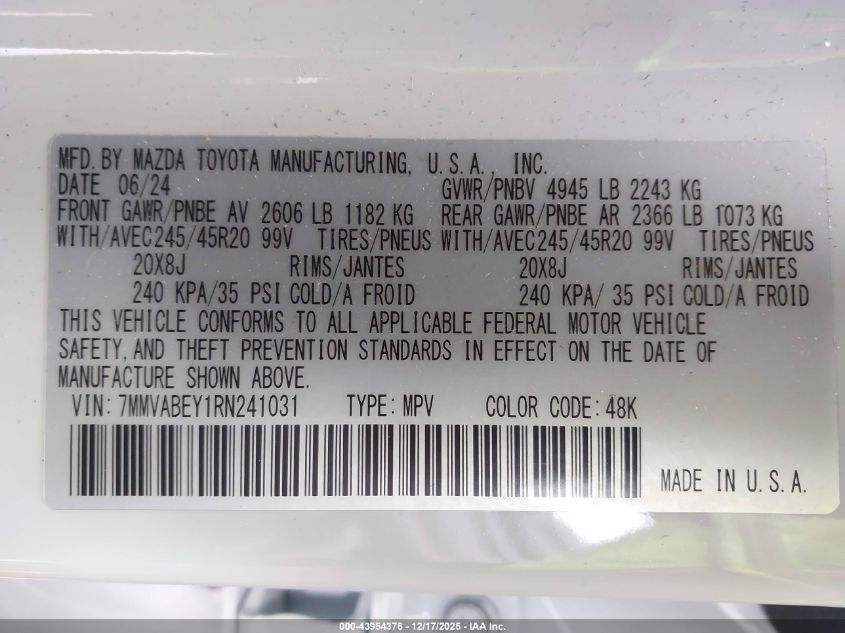 MFD. BY MAZDA TOYOTA MANUFACTURING, U.S.A., INC.
DATE 06/24 GVWR/PNBV 4945 LB 2243 KG
FRONT GAWR/PNBE AV 2606 LB 1182 KG REAR GAWR/PNBE AR 2366 LB 1073 KG
WITH/AVEC 245/45R20 99V TIRES/PNEUS WITH/AVEC 245/45R20 99V TIRES/PNEUS
20X8J RIMS/JANTES 20X8J RIMS/JANTES
240 KPA/35 PSI COLD/A FROID 240 KPA/ 35 PSI COLD/A FROID
THIS VEHICLE CONFORMS TO ALL APPLICABLE FEDERAL MOTOR VEHICLE
SAFETY, AND THEFT PREVENTION STANDARDS IN EFFECT ON THE DATE OF
MANUFACTURE SHOWN ABOVE.
VIN: 7MMVABEY1RN241031 TYPE: MPV COLOR CODE: 48K
MADE IN U.S.A.
000-43954376 - 12/17/2025 - IAA Inc.